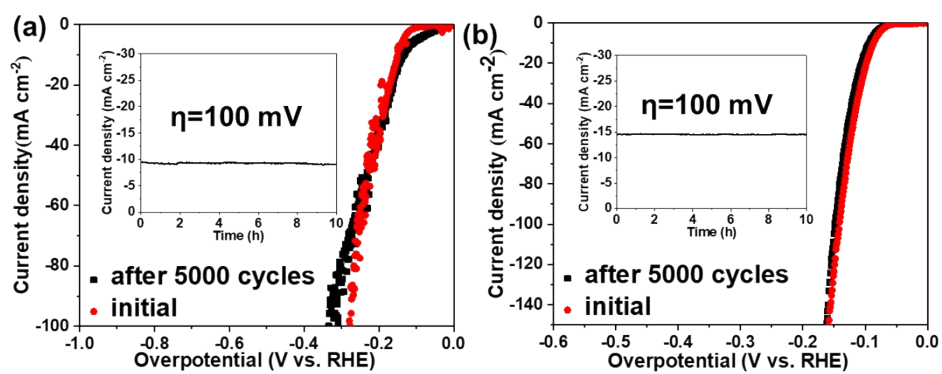 (a)
Current density(mA cm-2)
0
-20
-40
-60
-80
-100
-1.0 -0.8 -0.6 -0.4 -0.2 0.0
Overpotential (V vs. RHE)
Current density (mA cm-2)
-30
-25
-20
-15
-10
-5
0
0 2 4 6 8 10
Time (h)
η=100 mV
after 5000 cycles
initial
(b)
Current density (mA cm-2)
0
-20
-40
-60
-80
-100
-120
-140
-0.6 -0.5 -0.4 -0.3 -0.2 -0.1 0.0
Overpotential (V vs. RHE)
Current density (mA cm-2)
-30
-25
-20
-15
-10
-5
0
0 2 4 6 8 10
Time (h)
η=100 mV
after 5000 cycles
initial